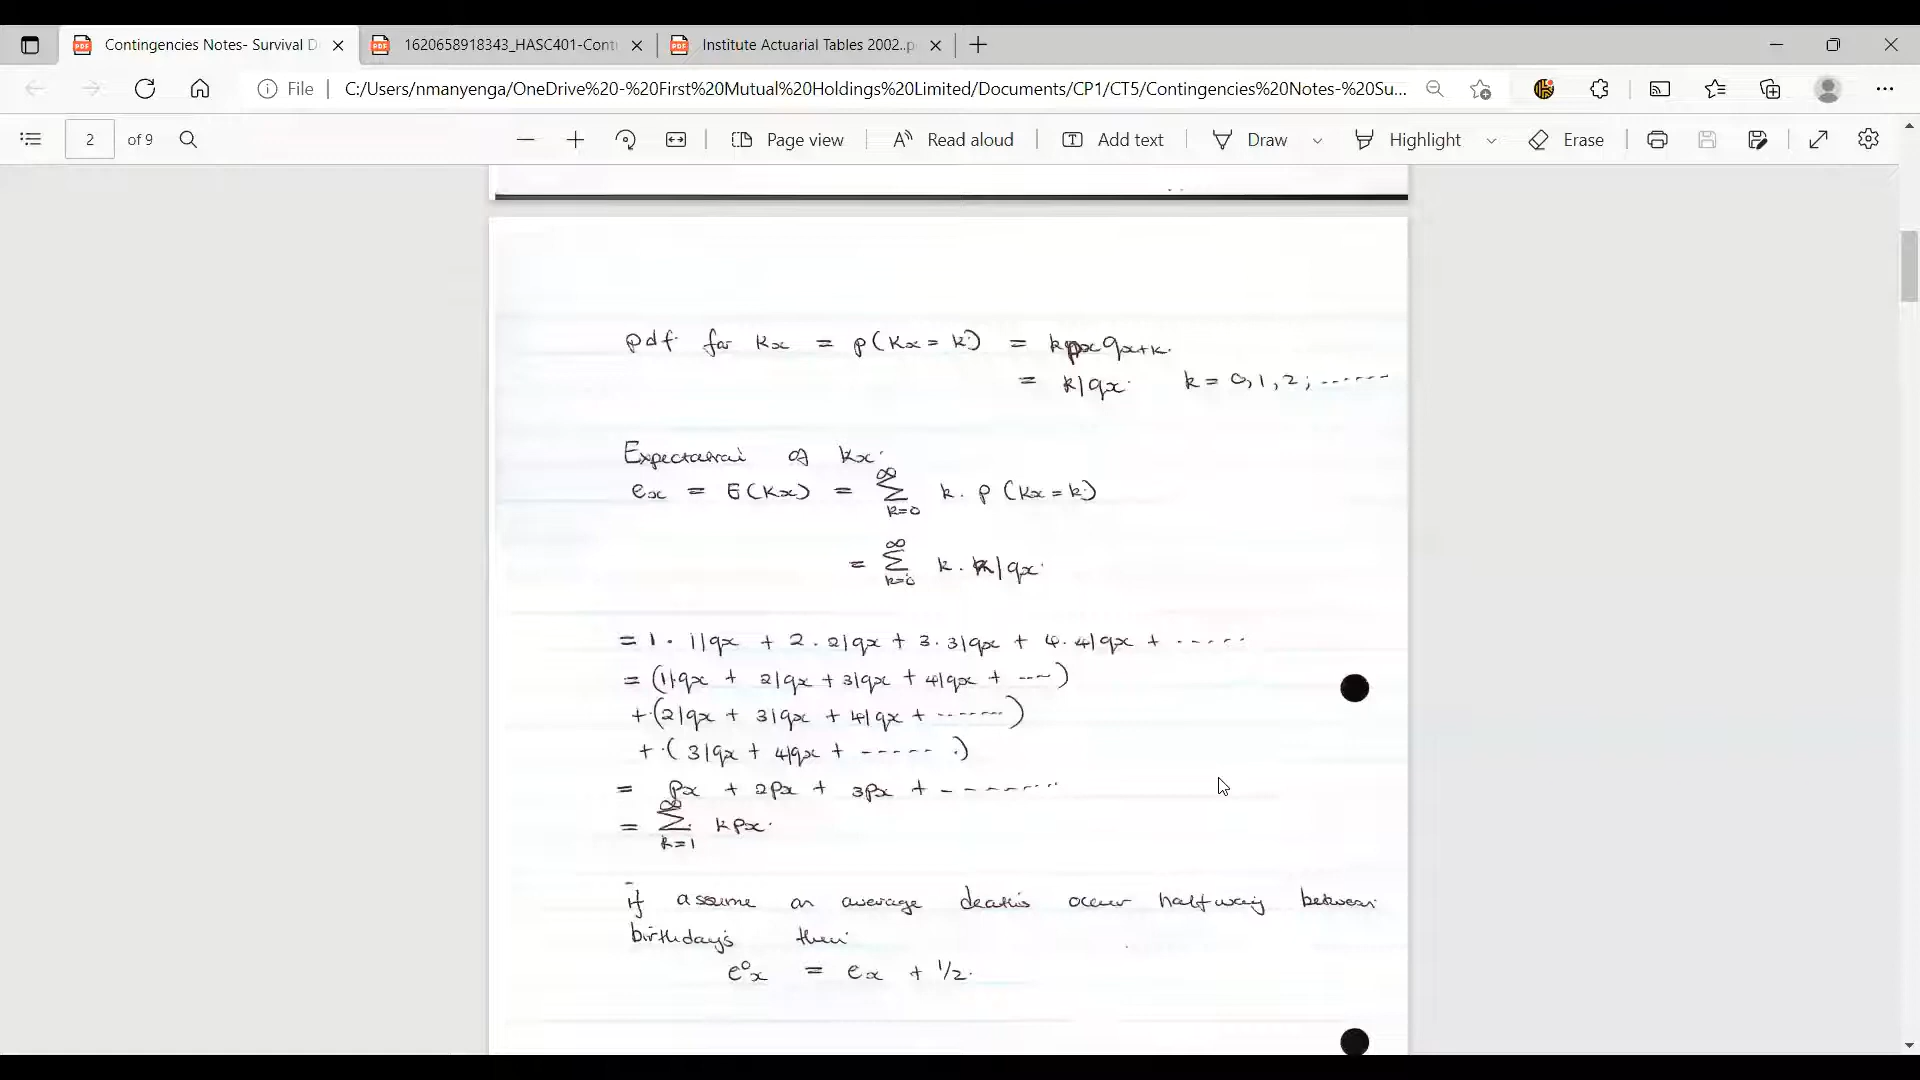 Contingencies Notes- Survival D
1620658918343_HASC401-Cont
Institute Actuarial Tables 2002..p
File
C:/Users/nmanyenga/OneDrive%20-%20First%20Mutual%20Holdings%20Limited/Documents/CP1/CT5/Contingencies%20Notes-%20Su...
2 of 9
Page view
Read aloud
Add text
Draw
Highlight
Erase
pdf for Kx = p(Kx = k) = kpx qx+k.
= k|qx. k = 0, 1, 2, ......
Expectation of Kx.
ex = E(Kx) = ∞ Σ k=0 k. p (Kx = k)
= ∞ Σ k=0 k. k|qx.
= 1. 1|qx + 2. 2|qx + 3. 3|qx + 4. 4|qx + .....
= (1|qx + 2|qx + 3|qx + 4|qx + ---)
+ (2|qx + 3|qx + 4|qx + ------)
+ (3|qx + 4|qx + ----- .)
= px + 2px + 3px + --------
= ∞ Σ k=1 kpx.
if assume on average deaths occur halfway between
birthdays then
e°x = ex + 1/2.